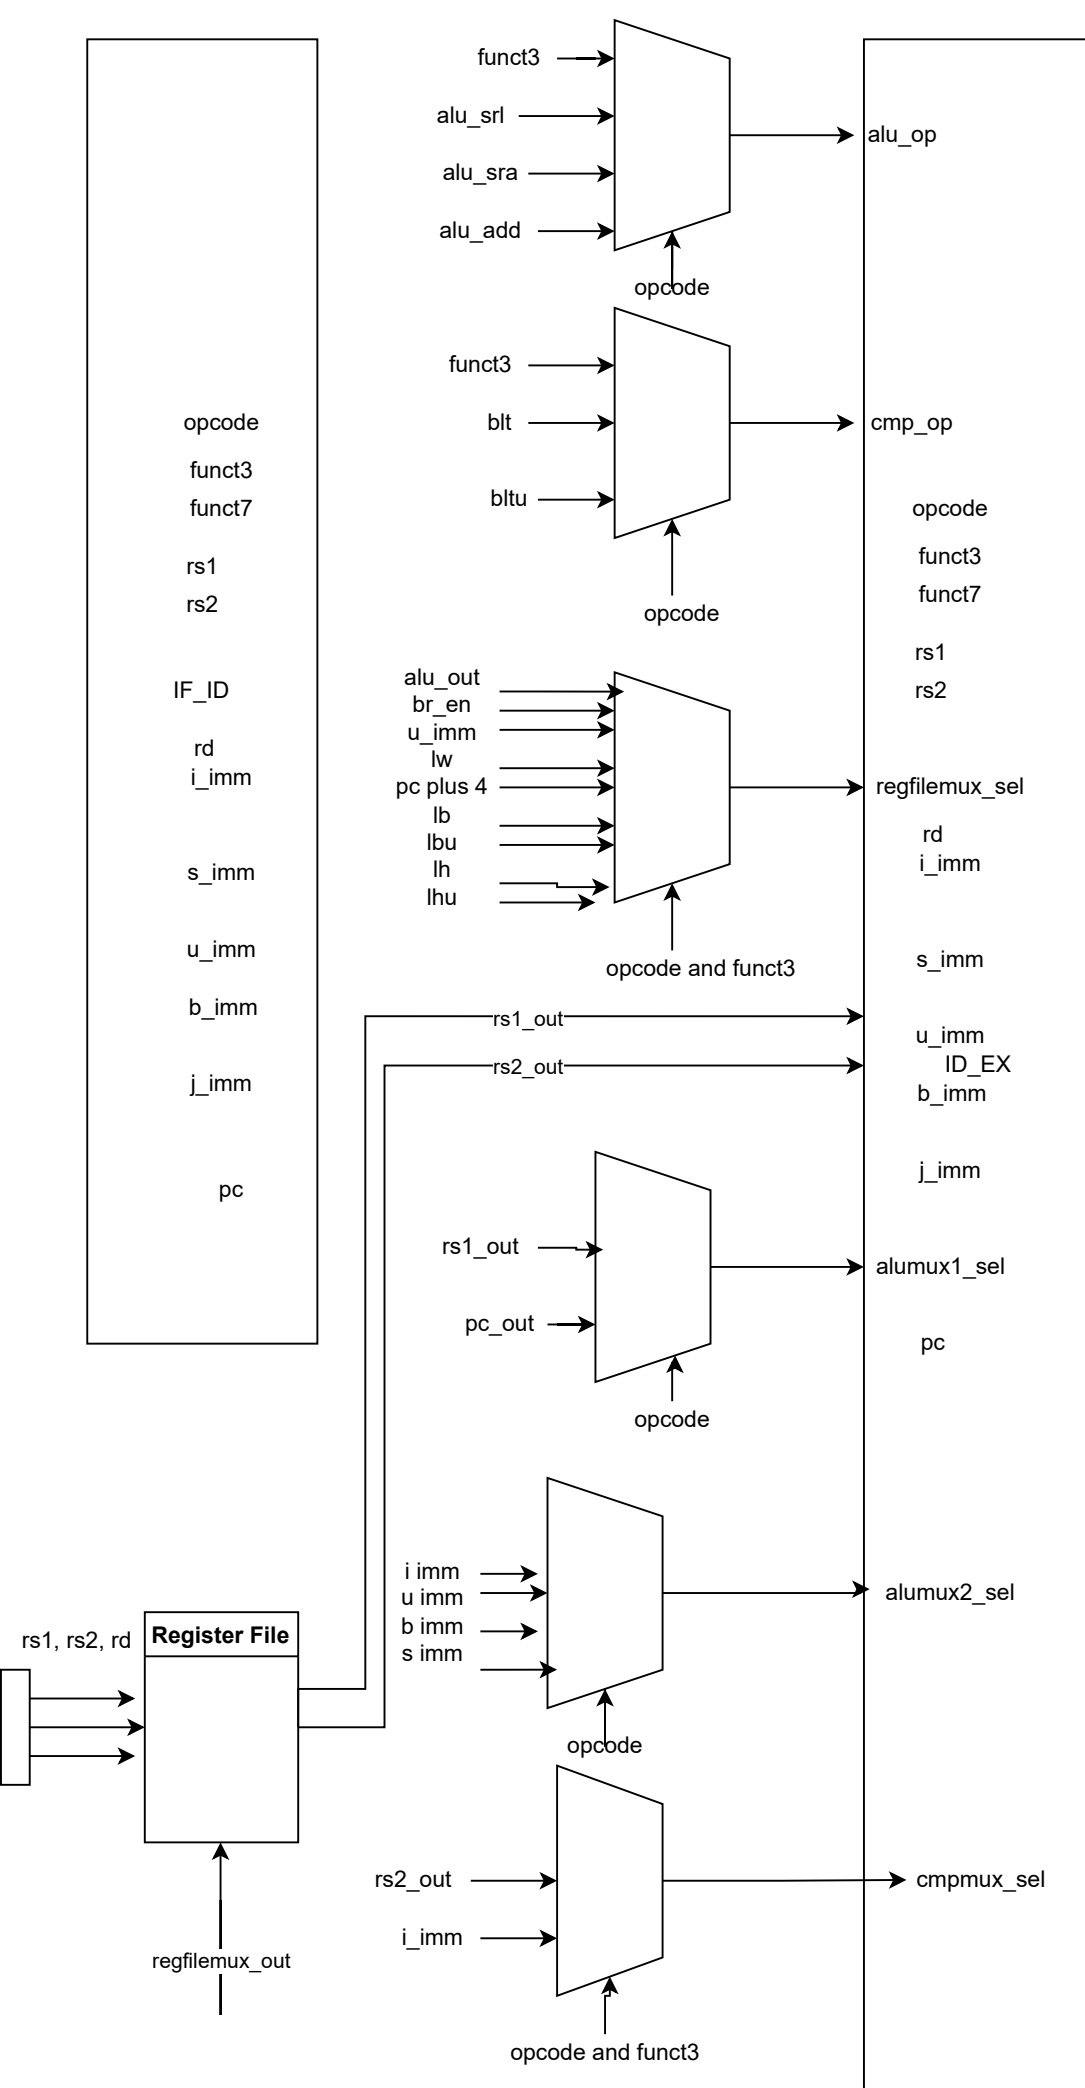 funct3
alu_srl
alu_sra
alu_add
opcode
alu_op
funct3
blt
bltu
opcode
cmp_op
opcode
funct3
funct7
rs1
rs2
IF_ID
rd
i_imm
s_imm
u_imm
b_imm
j_imm
pc
alu_out
br_en
u_imm
lw
pc plus 4
lb
lbu
lh
lhu
opcode and funct3
opcode
funct3
funct7
rs1
rs2
regfilemux_sel
rd
i_imm
s_imm
u_imm
ID_EX
b_imm
j_imm
rs1_out
rs2_out
rs1_out
pc_out
opcode
alumux1_sel
pc
i imm
u imm
b imm
s imm
opcode
alumux2_sel
rs1, rs2, rd
Register File
regfilemux_out
rs2_out
i_imm
opcode and funct3
cmpmux_sel